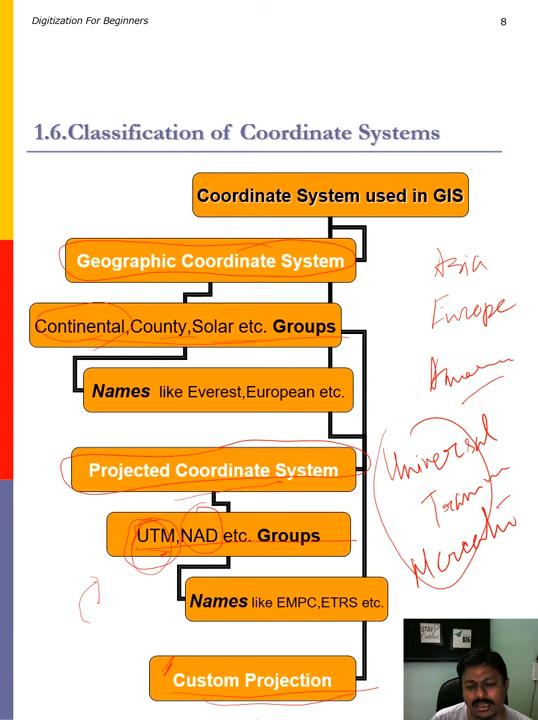 Digitization For Beginners
8
1.6.Classification of Coordinate Systems
Coordinate System used in GIS
Geographic Coordinate System
Asia
Europe
Continental,County,Solar etc. Groups
Names like Everest,European etc.
Universal
Projected Coordinate System
UTM,NAD etc. Groups
Names like EMPC,ETRS etc.
Custom Projection
STAY